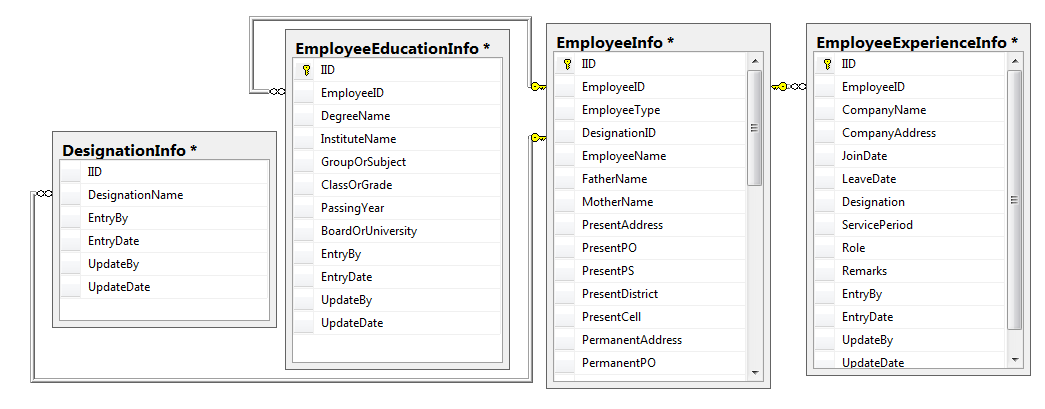 DesignationInfo *
IID
DesignationName
EntryBy
EntryDate
UpdateBy
UpdateDate
EmployeeEducationInfo *
IID
EmployeeID
DegreeName
InstituteName
GroupOrSubject
ClassOrGrade
PassingYear
BoardOrUniversity
EntryBy
EntryDate
UpdateBy
UpdateDate
EmployeeInfo *
IID
EmployeeID
EmployeeType
DesignationID
EmployeeName
FatherName
MotherName
PresentAddress
PresentPO
PresentPS
PresentDistrict
PresentCell
PermanentAddress
PermanentPO
EmployeeExperienceInfo *
IID
EmployeeID
CompanyName
CompanyAddress
JoinDate
LeaveDate
Designation
ServicePeriod
Role
Remarks
EntryBy
EntryDate
UpdateBy
UpdateDate